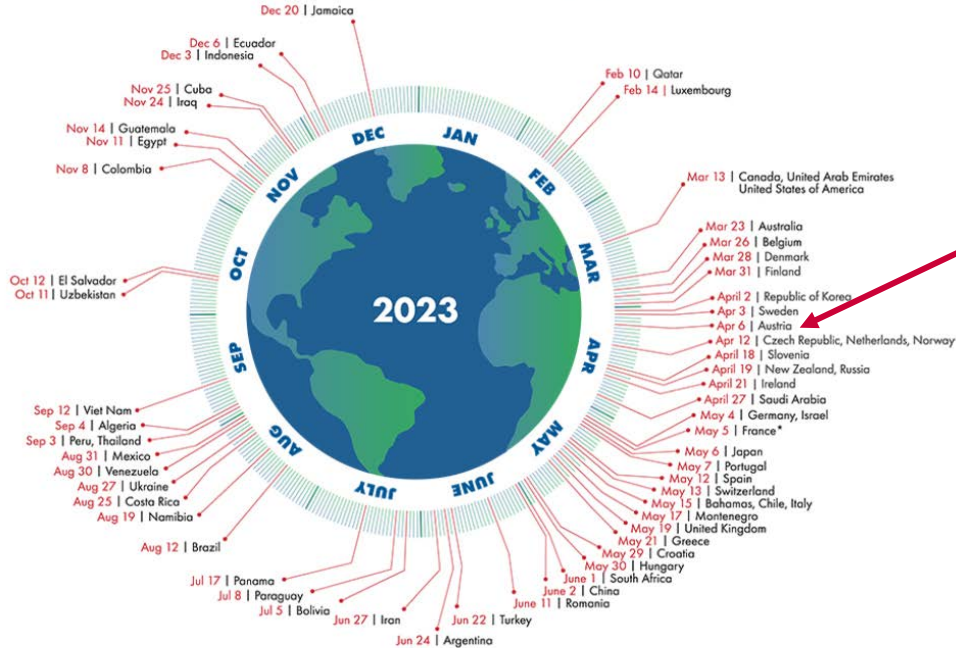 Dec 20 | Jamaica
Dec 6 | Ecuador
Dec 3 | Indonesia
Nov 25 | Cuba
Nov 24 | Iraq
Nov 14 | Guatemala
Nov 11 | Egypt
Nov 8 | Colombia
Oct 12 | El Salvador
Oct 11 | Uzbekistan
Sep 12 | Viet Nam
Sep 4 | Algeria
Sep 3 | Peru, Thailand
Aug 31 | Mexico
Aug 30 | Venezuela
Aug 27 | Ukraine
Aug 25 | Costa Rica
Aug 19 | Namibia
Aug 12 | Brazil
Jul 17 | Panama
Jul 8 | Paraguay
Jul 5 | Bolivia
Jun 27 | Iran
Jun 24 | Argentina
Jun 22 | Turkey
JAN
FEB
MAR
APR
MAY
JUNE
JULY
AUG
SEP
OCT
NOV
DEC
2023
Feb 10 | Qatar
Feb 14 | Luxembourg
Mar 13 | Canada, United Arab Emirates
United States of America
Mar 23 | Australia
Mar 26 | Belgium
Mar 28 | Denmark
Mar 31 | Finland
April 2 | Republic of Korea
Apr 3 | Sweden
Apr 6 | Austria
Apr 12 | Czech Republic, Netherlands, Norway
April 18 | Slovenia
April 19 | New Zealand, Russia
April 21 | Ireland
April 27 | Saudi Arabia
May 4 | Germany, Israel
May 5 | France*
May 6 | Japan
May 7 | Portugal
May 12 | Spain
May 13 | Switzerland
May 15 | Bahamas, Chile, Italy
May 17 | Montenegro
May 19 | United Kingdom
May 21 | Greece
May 29 | Croatia
May 30 | Hungary
June 1 | South Africa
June 2 | China
June 11 | Romania